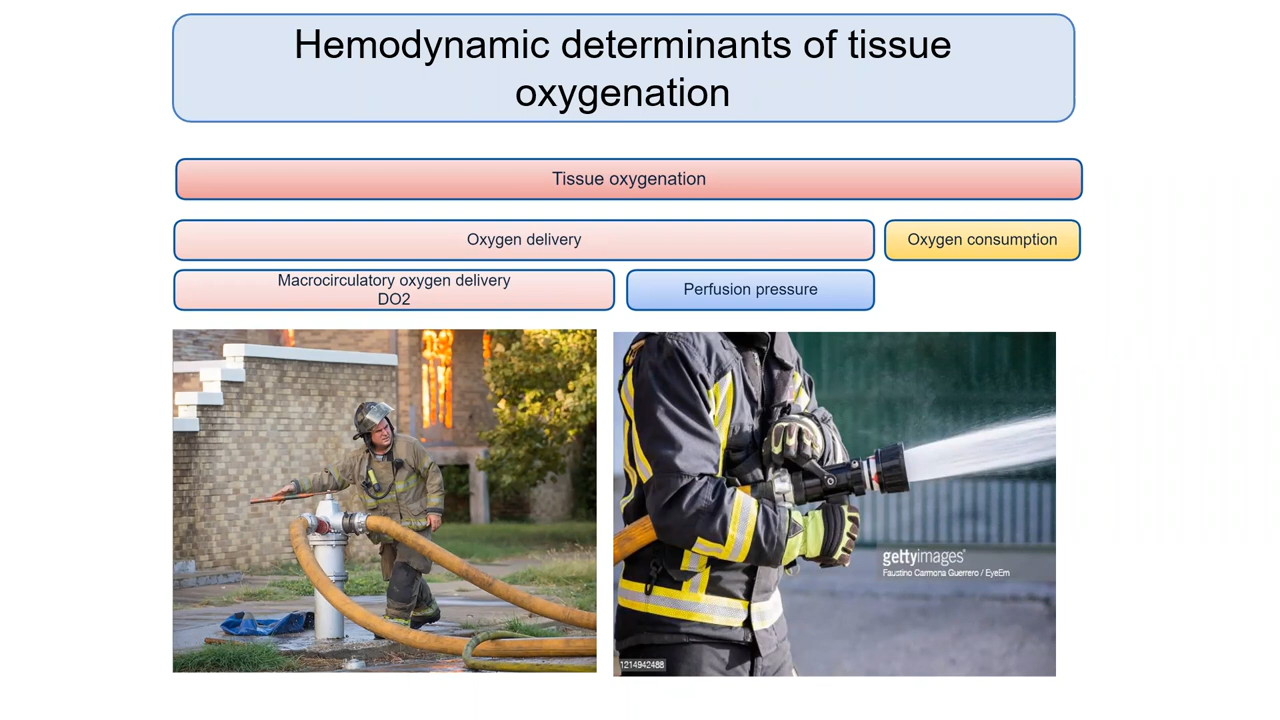 Hemodynamic determinants of tissue
oxygenation
Tissue oxygenation
Oxygen delivery
Oxygen consumption
Macrocirculatory oxygen delivery
DO2
Perfusion pressure
gettyimages®
Faustino Carmona Guerrero / EyeEm
1214942468